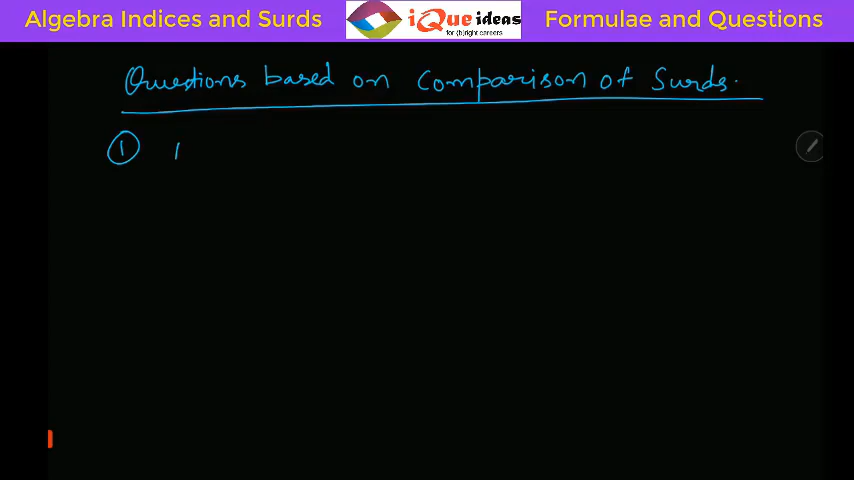 Algebra Indices and Surds iQue ideas for (b)right careers Formulae and Questions
Questions based on Comparison of Surds.
① 1